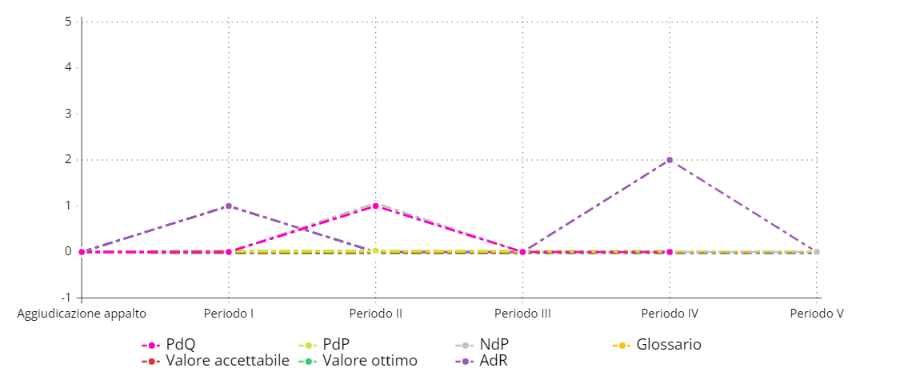 5
4
3
2
1
0
-1
Aggiudicazione appalto Periodo I Periodo II Periodo III Periodo IV Periodo V
PdQ PdP NdP Glossario
Valore accettabile Valore ottimo AdR